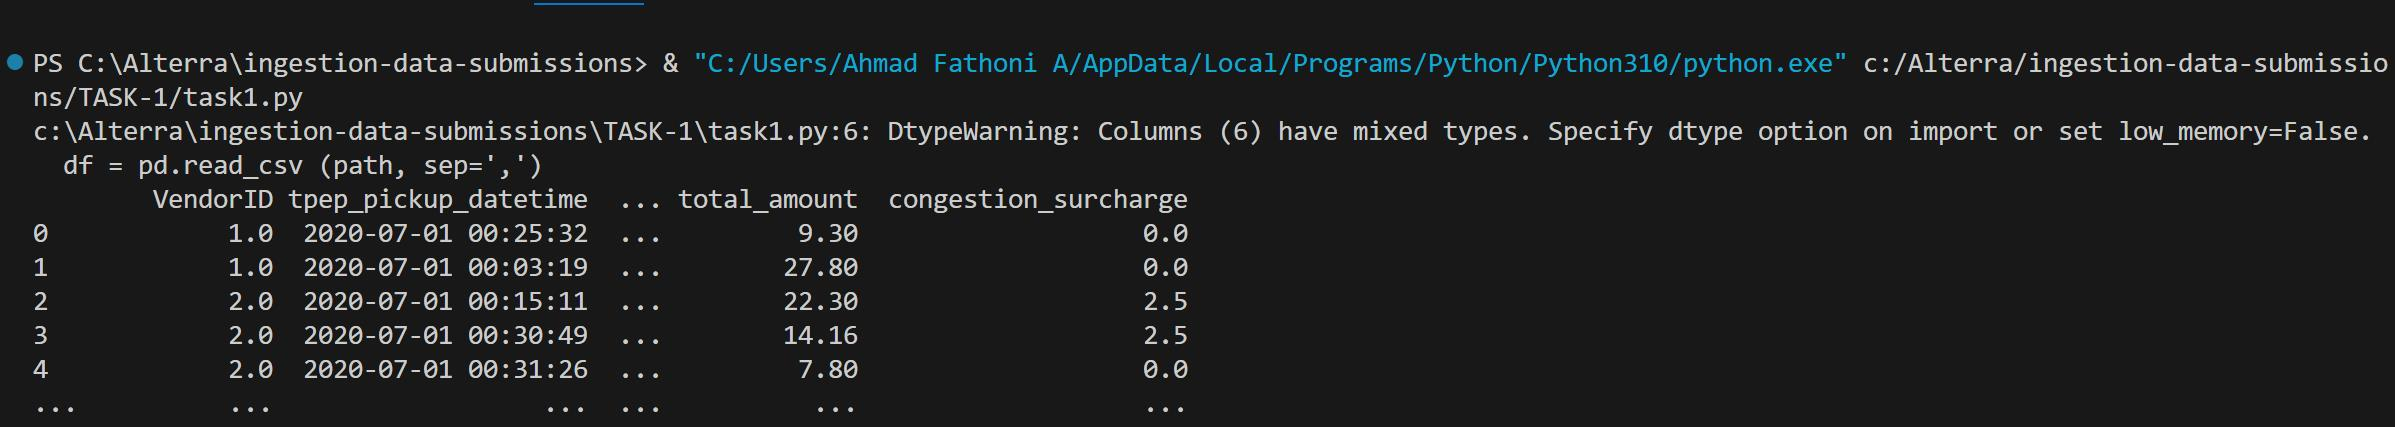 PS C:\Alterra\ingestion-data-submissions> & "C:/Users/Ahmad Fathoni A/AppData/Local/Programs/Python/Python310/python.exe" c:/Alterra/ingestion-data-submissio
ns/TASK-1/task1.py
c:\Alterra\ingestion-data-submissions\TASK-1\task1.py:6: DtypeWarning: Columns (6) have mixed types. Specify dtype option on import or set low_memory=False.
  df = pd.read_csv (path, sep=',')
        VendorID tpep_pickup_datetime  ... total_amount  congestion_surcharge
0            1.0  2020-07-01 00:25:32  ...         9.30                   0.0
1            1.0  2020-07-01 00:03:19  ...        27.80                   0.0
2            2.0  2020-07-01 00:15:11  ...        22.30                   2.5
3            2.0  2020-07-01 00:30:49  ...        14.16                   2.5
4            2.0  2020-07-01 00:31:26  ...         7.80                   0.0
...          ...                  ...  ...          ...                   ...